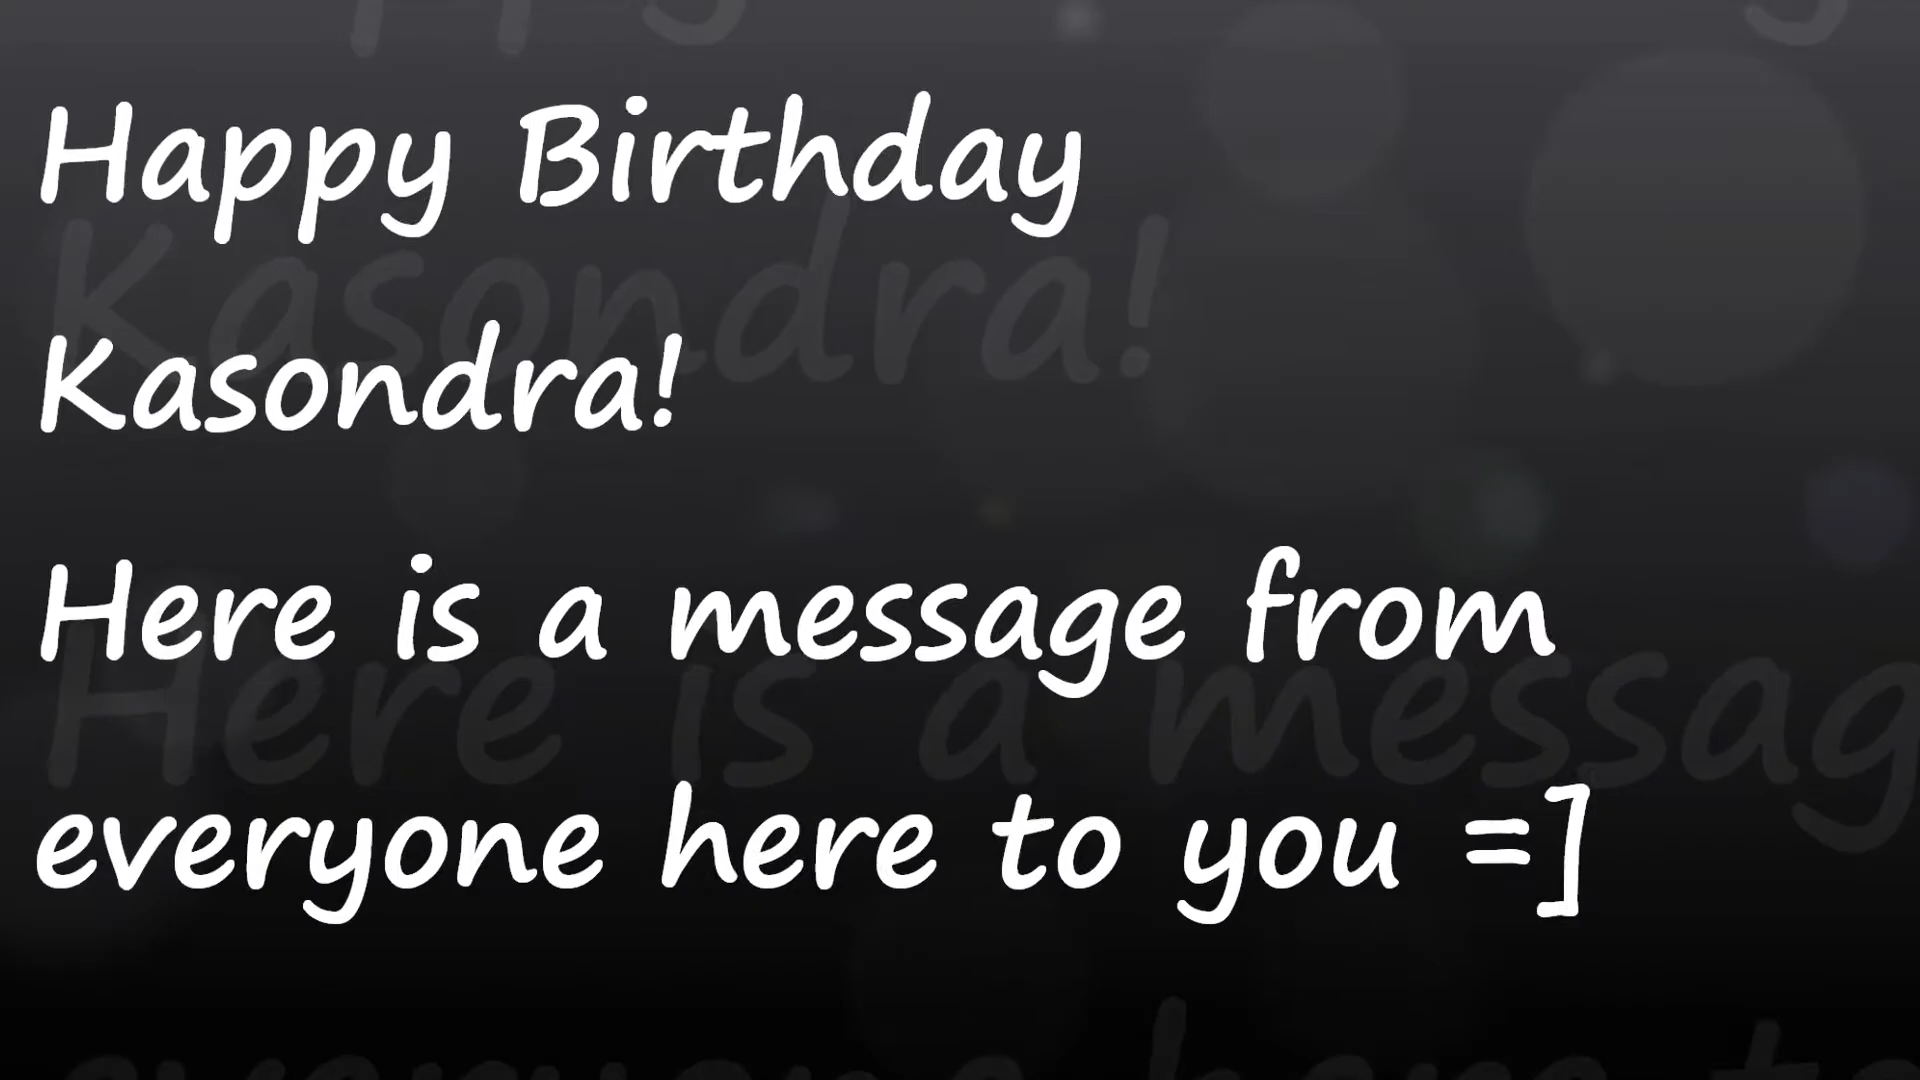 Happy Birthday
Kasondra!
Here is a message from
everyone here to you =]